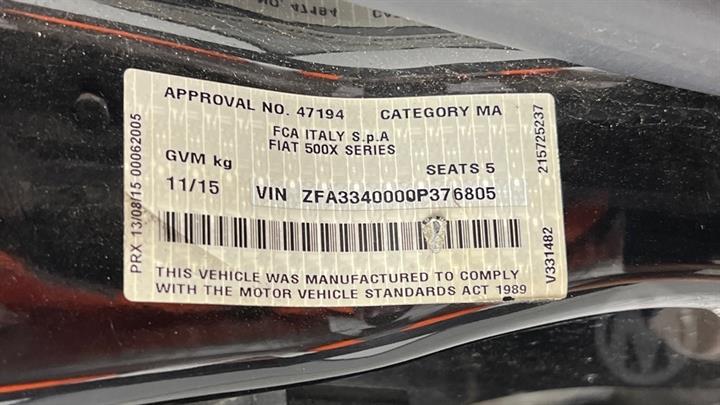 APPROVAL NO. 47194 CATEGORY MA
FCA ITALY S.p.A
FIAT 500X SERIES
GVM kg SEATS 5
11/15 VIN ZFA3340000P376805
THIS VEHICLE WAS MANUFACTURED TO COMPLY
WITH THE MOTOR VEHICLE STANDARDS ACT 1989
PRX 13/08/15 00062005
215725237
V331482
NO. 47194